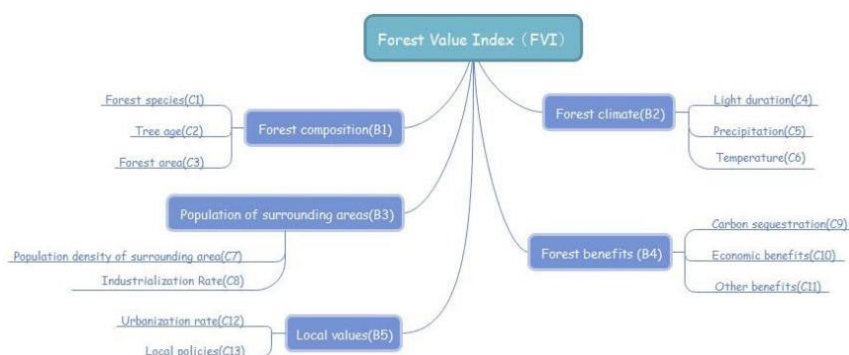 Forest Value Index（FVI）
Forest species(C1)
Tree age(C2)
Forest area(C3)
Forest composition(B1)
Forest climate(B2)
Light duration(C4)
Precipitation(C5)
Temperature(C6)
Population of surrounding areas(B3)
Population density of surrounding area(C7)
Industrialization Rate(C8)
Forest benefits (B4)
Carbon sequestration(C9)
Economic benefits(C10)
Other benefits(C11)
Urbanization rate(C12)
Local policies(C13)
Local values(B5)